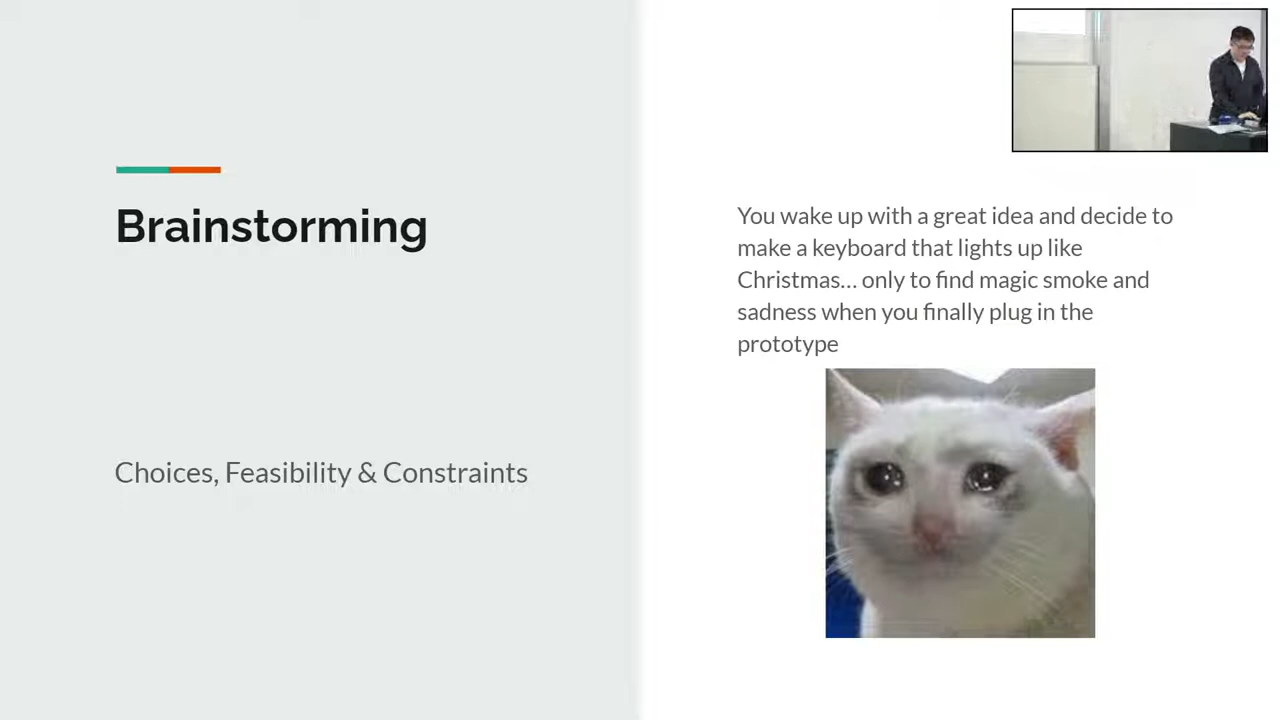 Brainstorming
Choices, Feasibility & Constraints
You wake up with a great idea and decide to
make a keyboard that lights up like
Christmas... only to find magic smoke and
sadness when you finally plug in the
prototype